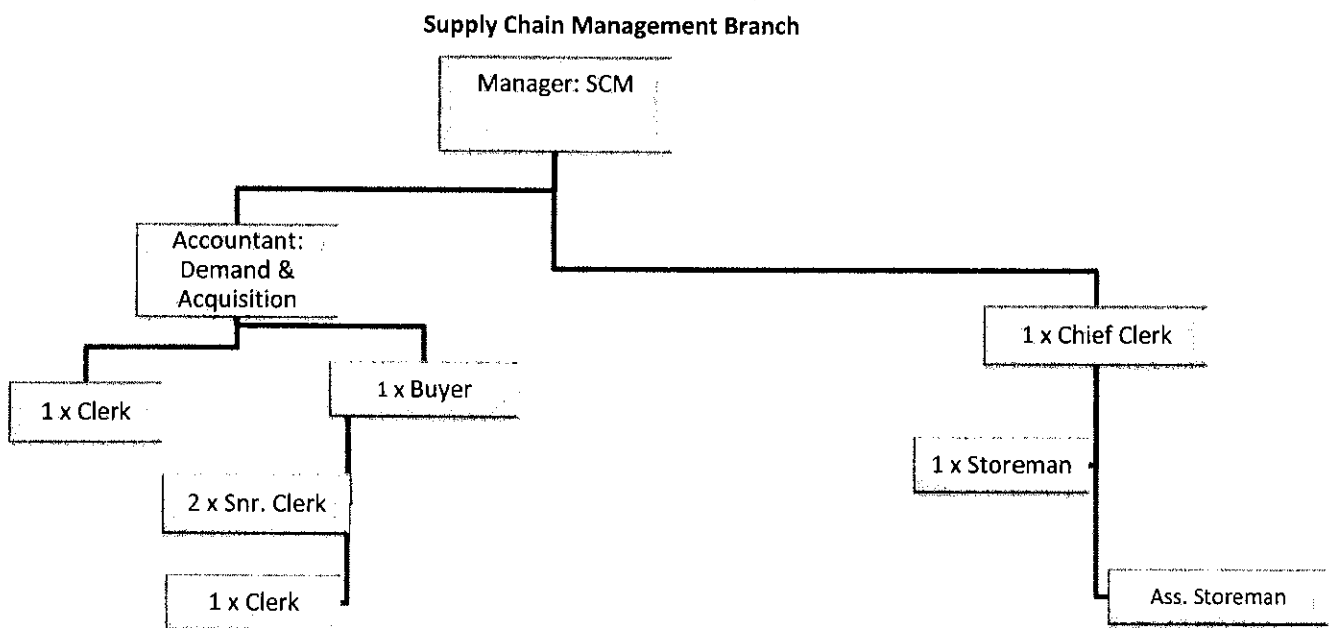 Supply Chain Management Branch
Manager: SCM
Accountant:
Demand &
Acquisition
1 x Chief Clerk
1 x Clerk
1 x Buyer
1 x Storeman
2 x Snr. Clerk
1 x Clerk
Ass. Storeman